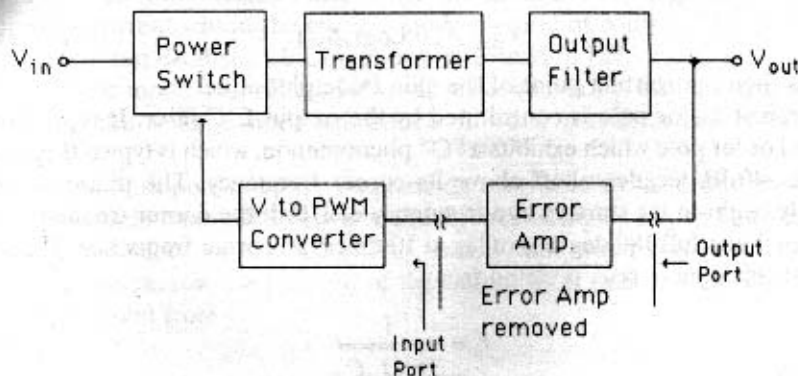 Power
Switch
Transformer
Output
Filter
Vin
Vout
V to PWM
Converter
Error
Amp
Output
Port
Error Amp
removed
Input
Port